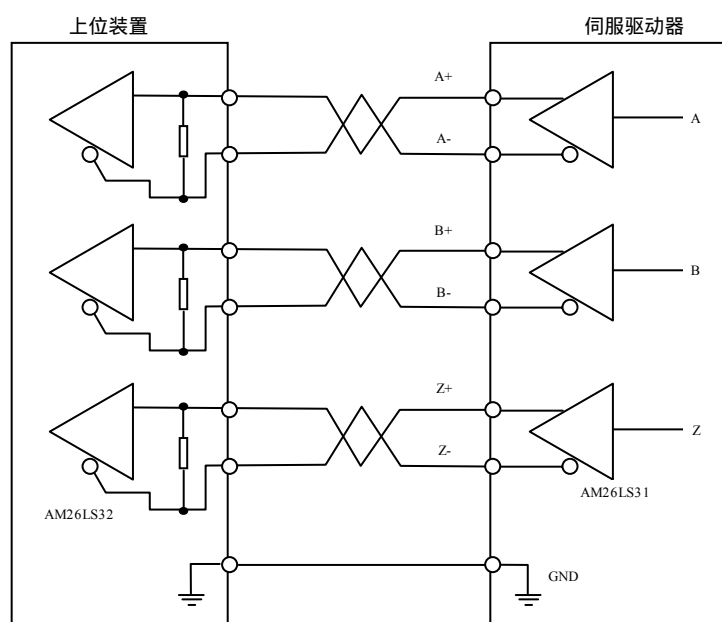 上位装置
伺服驱动器
A+
A
A-
B+
B
B-
Z+
Z
Z-
AM26LS32
AM26LS31
GND